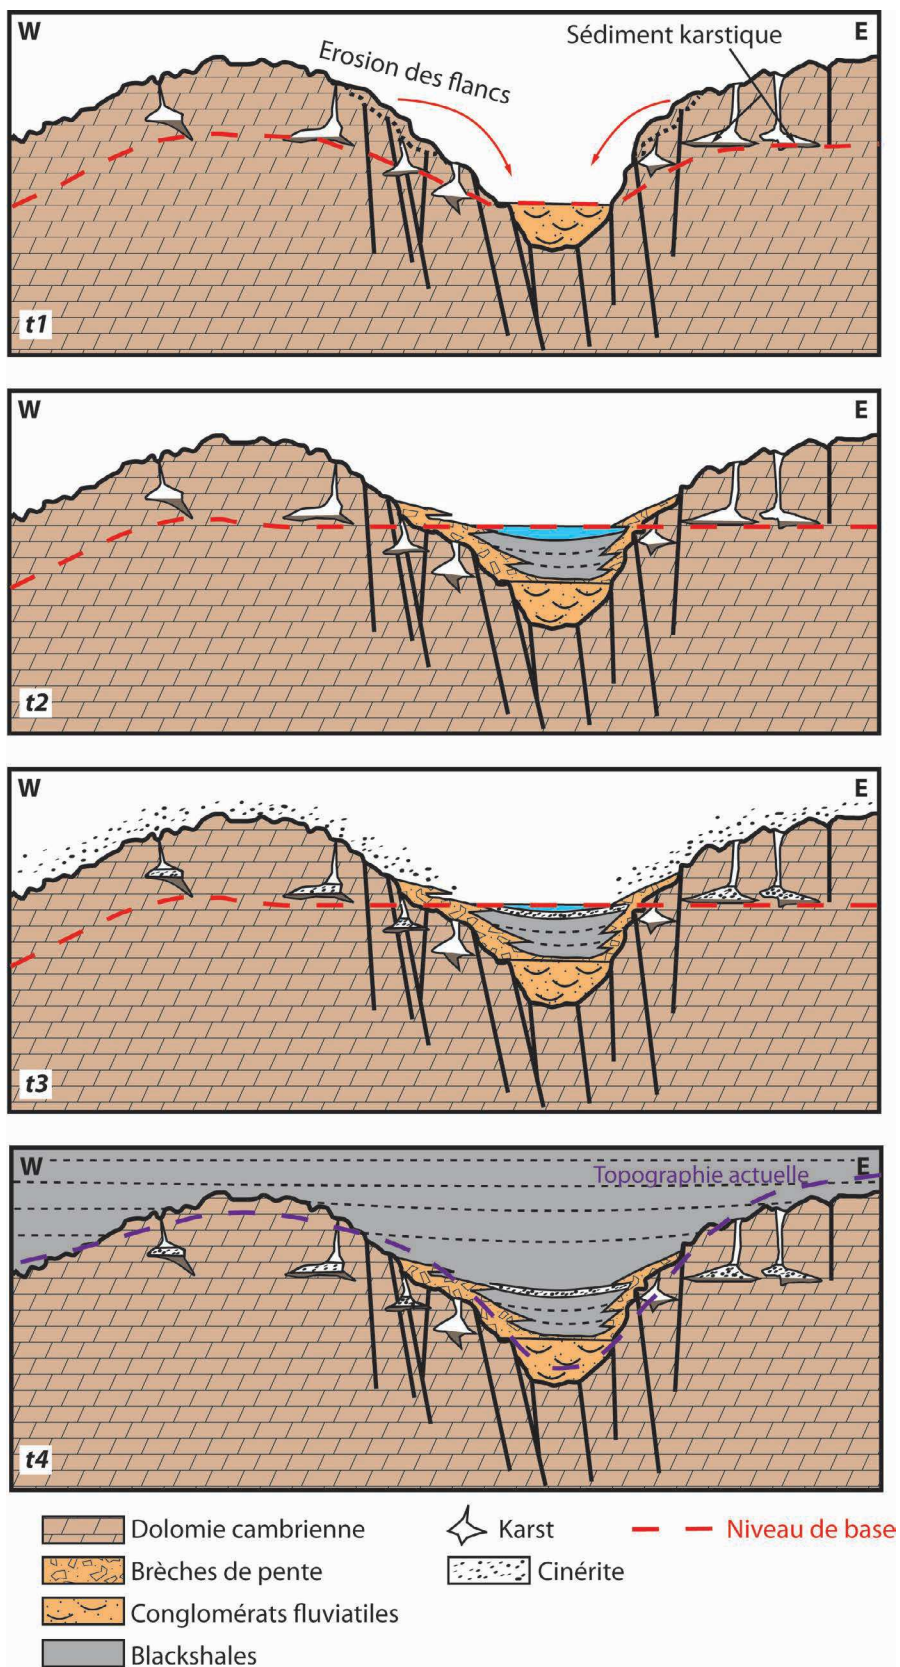 W
E
Erosion des flancs
Sédiment karstique
t1
W
E
t2
W
E
t3
W
E
Topographie actuelle
t4
Dolomie cambrienne
Karst
Niveau de base
Brèches de pente
Cinérite
Conglomérats fluviatiles
Blackshales